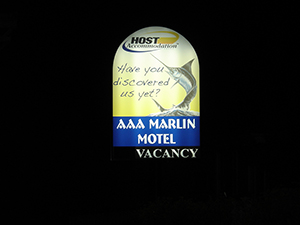 HOST
Accommodation
Have you
discovered
us yet?
AAA MARLIN
MOTEL
VACANCY